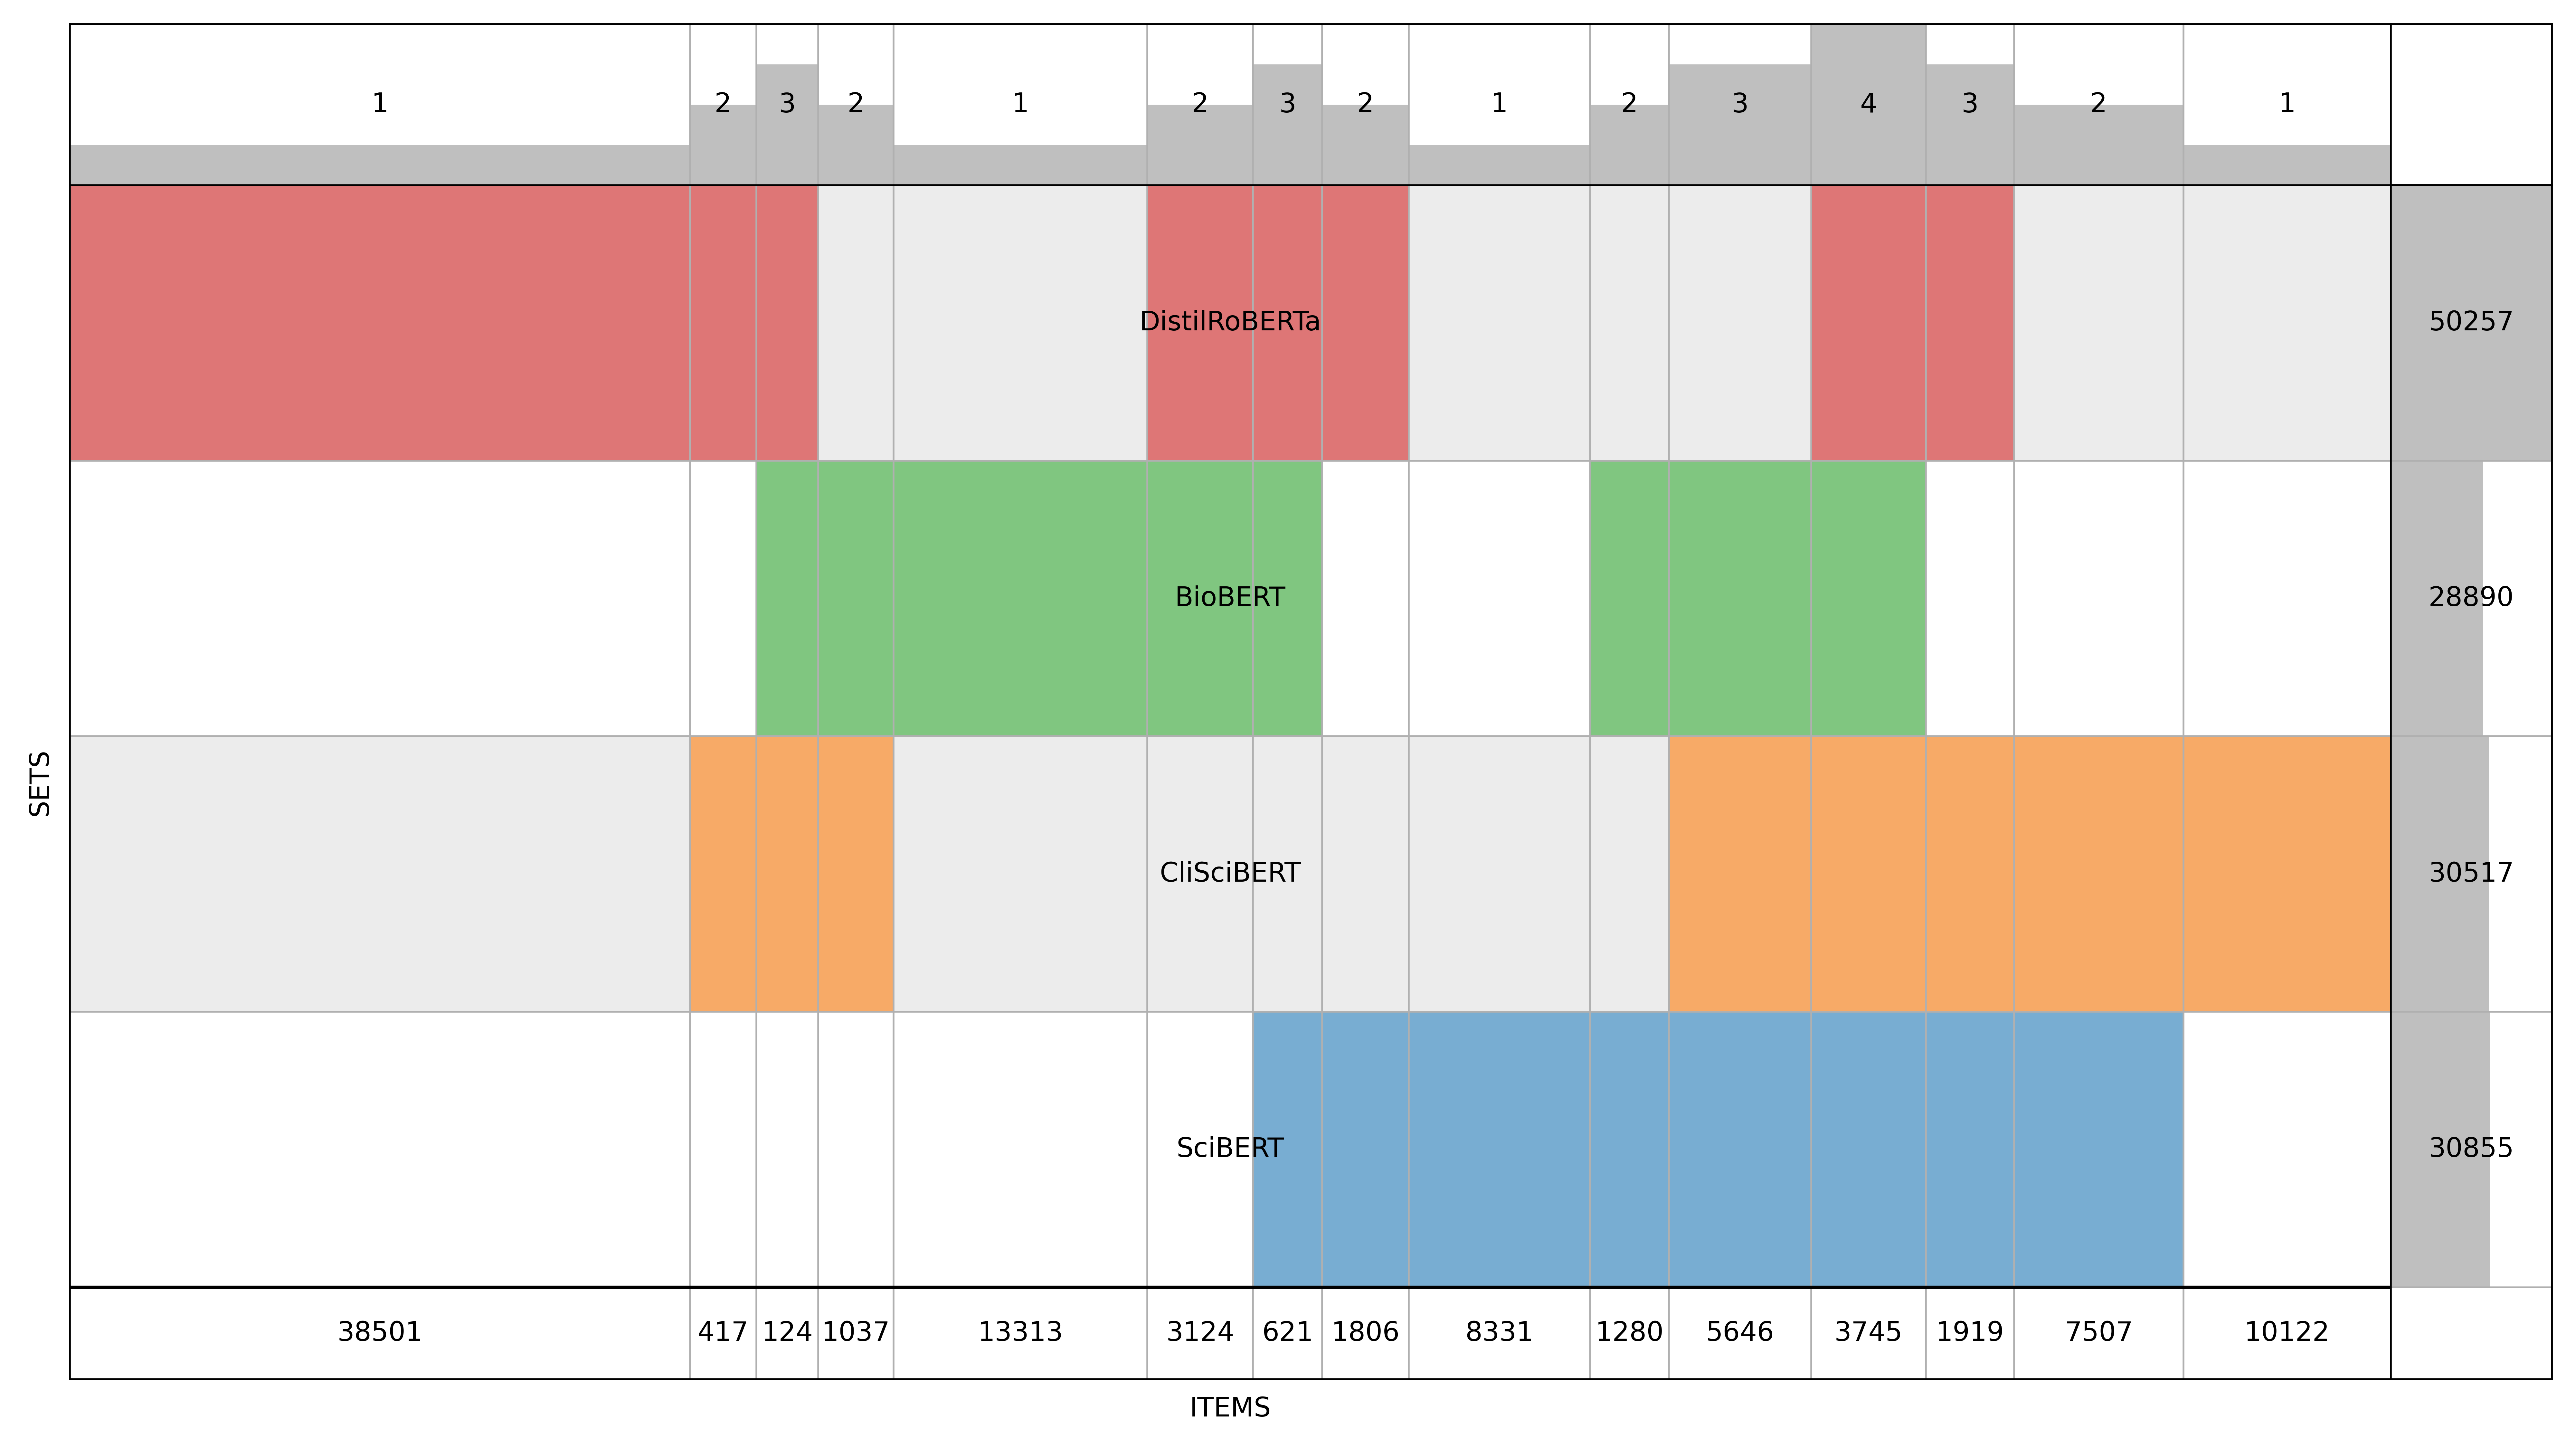 1 2 3 2 1 2 3 2 1 2 3 4 3 2 1
DistilRoBERTa 50257
BioBERT 28890
CliSciBERT 30517
SciBERT 30855
SETS
38501 417 124 1037 13313 3124 621 1806 8331 1280 5646 3745 1919 7507 10122
ITEMS